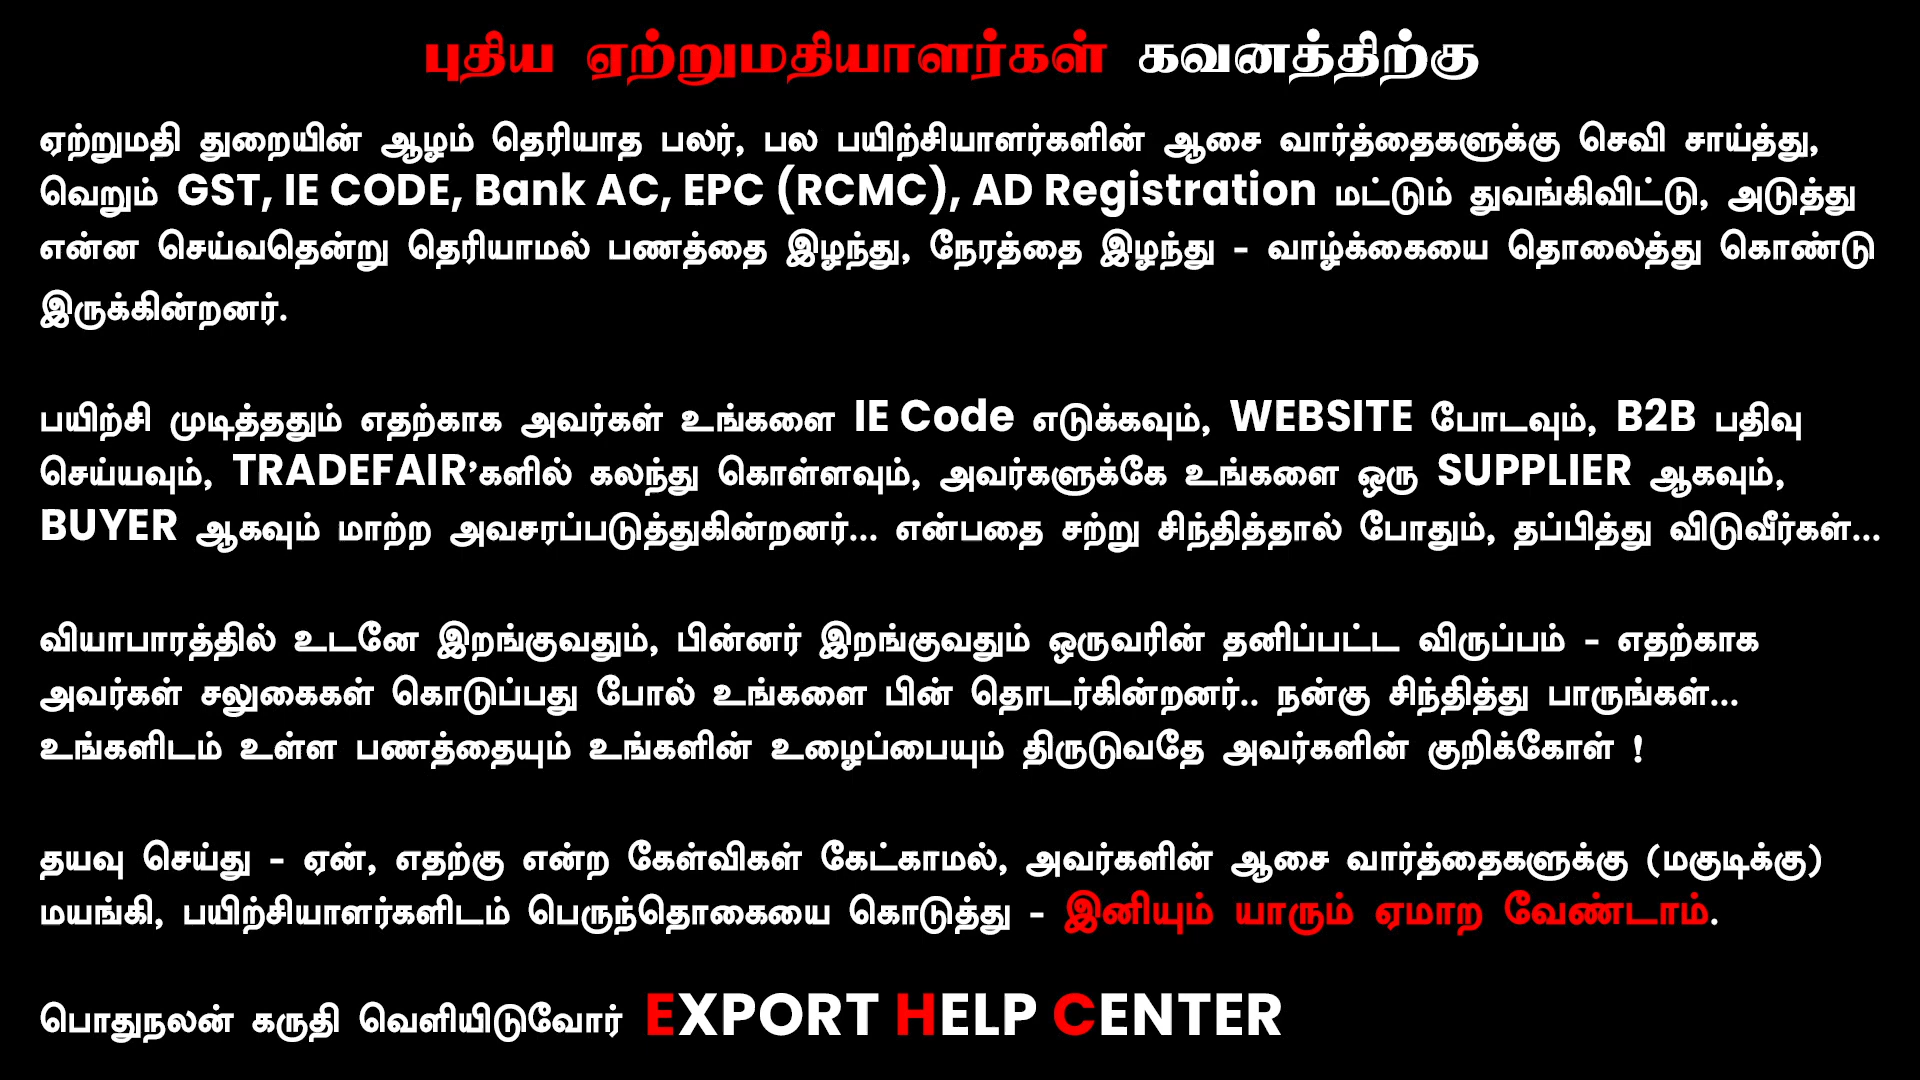 புதிய ஏற்றுமதியாளர்கள் கவனத்திற்கு
ஏற்றுமதி துறையின் ஆழம் தெரியாத பலர், பல பயிற்சியாளர்களின் ஆசை வார்த்தைகளுக்கு செவி சாய்த்து,
வெறும் GST, IE CODE, Bank AC, EPC (RCMC), AD Registration மட்டும் துவங்கிவிட்டு, அடுத்து
என்ன செய்வதென்று தெரியாமல் பணத்தை இழந்து, நேரத்தை இழந்து - வாழ்க்கையை தொலைத்து கொண்டு
இருக்கின்றனர்.
பயிற்சி முடித்ததும் எதற்காக அவர்கள் உங்களை IE Code எடுக்கவும், WEBSITE போடவும், B2B பதிவு
செய்யவும், TRADEFAIR'களில் கலந்து கொள்ளவும், அவர்களுக்கே உங்களை ஒரு SUPPLIER ஆகவும்,
BUYER ஆகவும் மாற்ற அவசரப்படுத்துகின்றனர்... என்பதை சற்று சிந்தித்தால் போதும், தப்பித்து விடுவீர்கள்...
வியாபாரத்தில் உடனே இறங்குவதும், பின்னர் இறங்குவதும் ஒருவரின் தனிப்பட்ட விருப்பம் - எதற்காக
அவர்கள் சலுகைகள் கொடுப்பது போல் உங்களை பின் தொடர்கின்றனர்.. நன்கு சிந்தித்து பாருங்கள்...
உங்களிடம் உள்ள பணத்தையும் உங்களின் உழைப்பையும் திருடுவதே அவர்களின் குறிக்கோள் !
தயவு செய்து - ஏன், எதற்கு என்ற கேள்விகள் கேட்காமல், அவர்களின் ஆசை வார்த்தைகளுக்கு (மகுடிக்கு)
மயங்கி, பயிற்சியாளர்களிடம் பெருந்தொகையை கொடுத்து - இனியும் யாரும் ஏமாற வேண்டாம்.
பொதுநலன் கருதி வெளியிடுவோர் EXPORT HELP CENTER